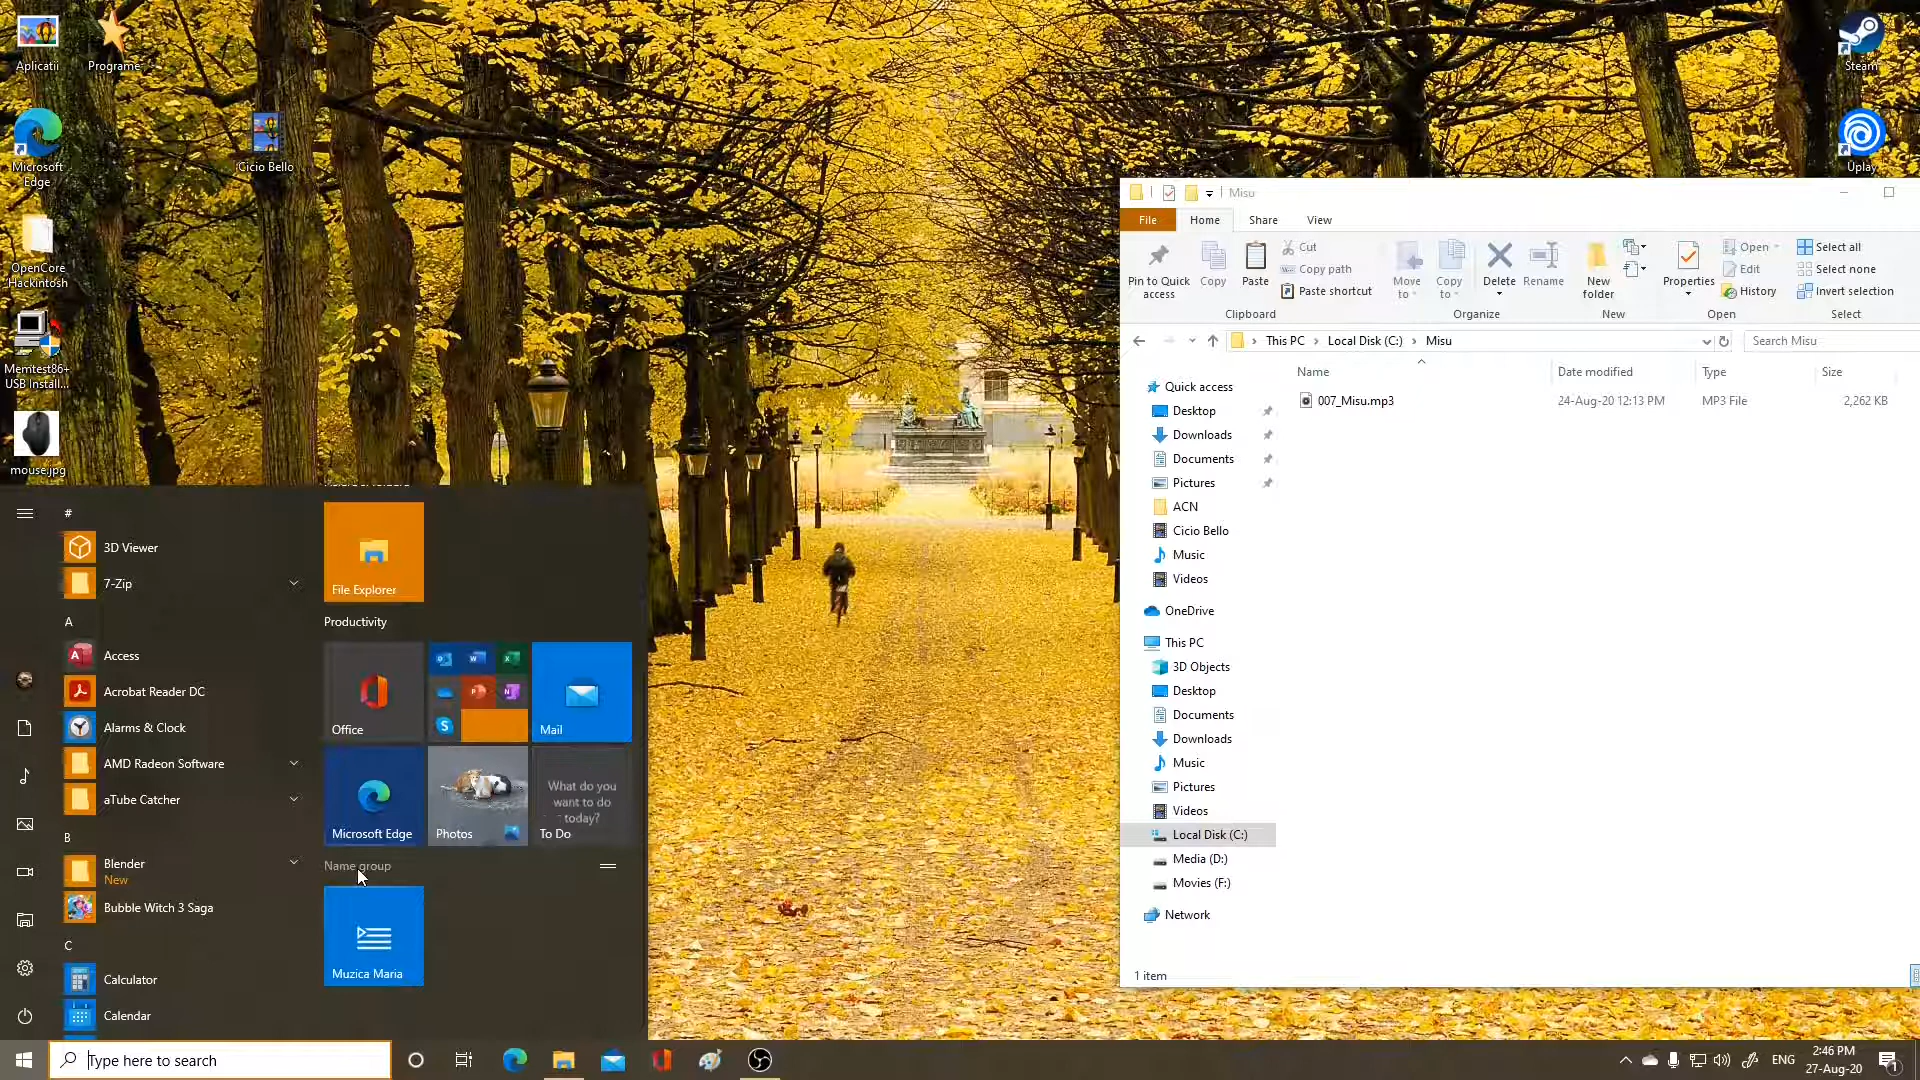 Aplicatii
Programe
Microsoft
Edge
Cicio Bello
OpenCore
Hackintosh
Memtest86+
USB Install...
mouse.jpg
Steam
Uplay
Misu
File
Home
Share
View
Pin to Quick
access
Copy
Paste
Cut
Copy path
Paste shortcut
Clipboard
Move
to
Copy
to
Delete
Rename
Organize
New
folder
New
Properties
Open
Edit
History
Open
Select all
Select none
Invert selection
Select
This PC
Local Disk (C:)
Misu
Search Misu
Name
Date modified
Type
Size
007_Misu.mp3
24-Aug-20 12:13 PM
MP3 File
2,262 KB
Quick access
Desktop
Downloads
Documents
Pictures
ACN
Cicio Bello
Music
Videos
OneDrive
This PC
3D Objects
Desktop
Documents
Downloads
Music
Pictures
Videos
Local Disk (C:)
Media (D:)
Movies (F:)
Network
1 item
#
3D Viewer
7-Zip
A
Access
Acrobat Reader DC
Alarms & Clock
AMD Radeon Software
aTube Catcher
B
Blender
New
Bubble Witch 3 Saga
C
Calculator
Calendar
File Explorer
Productivity
Office
Mail
Microsoft Edge
Photos
What do you
want to do
today?
To Do
Name group
Muzica Maria
Type here to search
ENG
2:46 PM
27-Aug-20
1